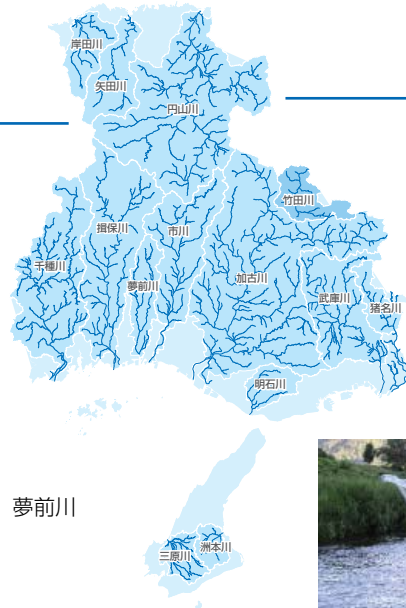 岸田川
矢田川
円山川
竹田川
揖保川
市川
千種川
加古川
夢前川
武庫川
猪名川
明石川
夢前川
洲本川
三原川